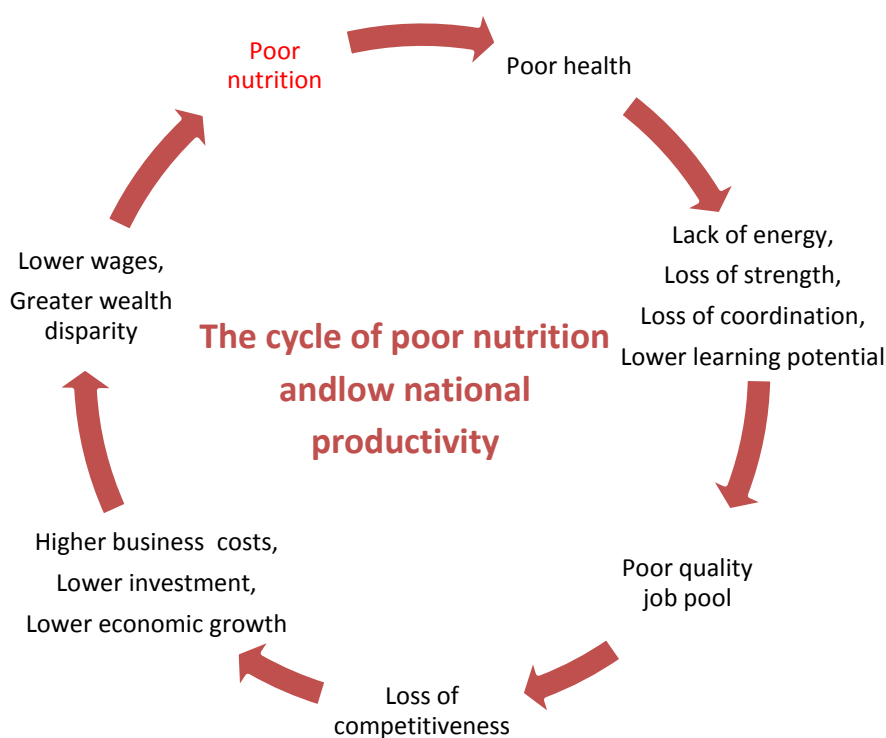 Poor
nutrition
Poor health
Lack of energy,
Loss of strength,
Loss of coordination,
Lower learning potential
Poor quality
job pool
Loss of
competitiveness
Higher business costs,
Lower investment,
Lower economic growth
Lower wages,
Greater wealth
disparity
The cycle of poor nutrition
andlow national
productivity